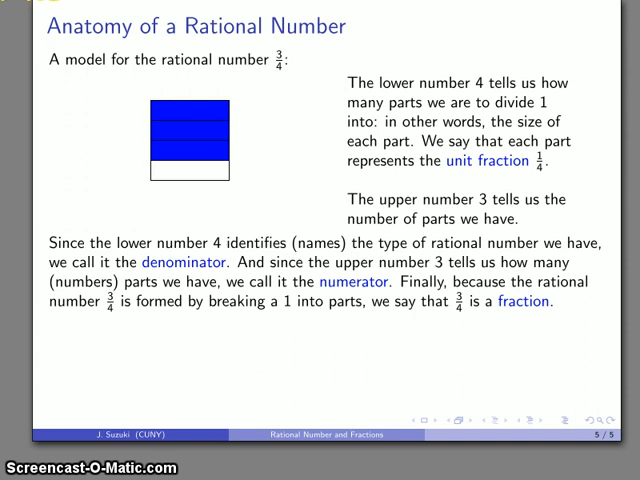 Anatomy of a Rational Number
A model for the rational number 3/4:
The lower number 4 tells us how
many parts we are to divide 1
into: in other words, the size of
each part. We say that each part
represents the unit fraction 1/4.
The upper number 3 tells us the
number of parts we have.
Since the lower number 4 identifies (names) the type of rational number we have,
we call it the denominator. And since the upper number 3 tells us how many
(numbers) parts we have, we call it the numerator. Finally, because the rational
number 3/4 is formed by breaking a 1 into parts, we say that 3/4 is a fraction.
J. Suzuki (CUNY)
Rational Number and Fractions
5 / 5
Screencast-O-Matic.com